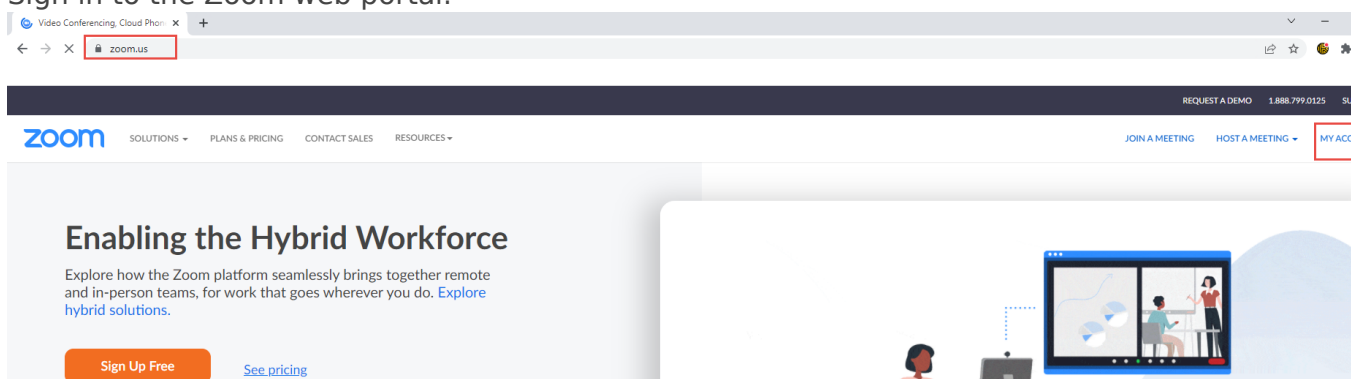 Sign in to the Zoom web portal.
Video Conferencing, Cloud Phon
zoom.us
REQUEST A DEMO 1.888.799.0125 SU
zoom SOLUTIONS PLANS & PRICING CONTACT SALES RESOURCES JOIN A MEETING HOST A MEETING MY ACC
Enabling the Hybrid Workforce
Explore how the Zoom platform seamlessly brings together remote
and in-person teams, for work that goes wherever you do. Explore
hybrid solutions.
Sign Up Free See pricing